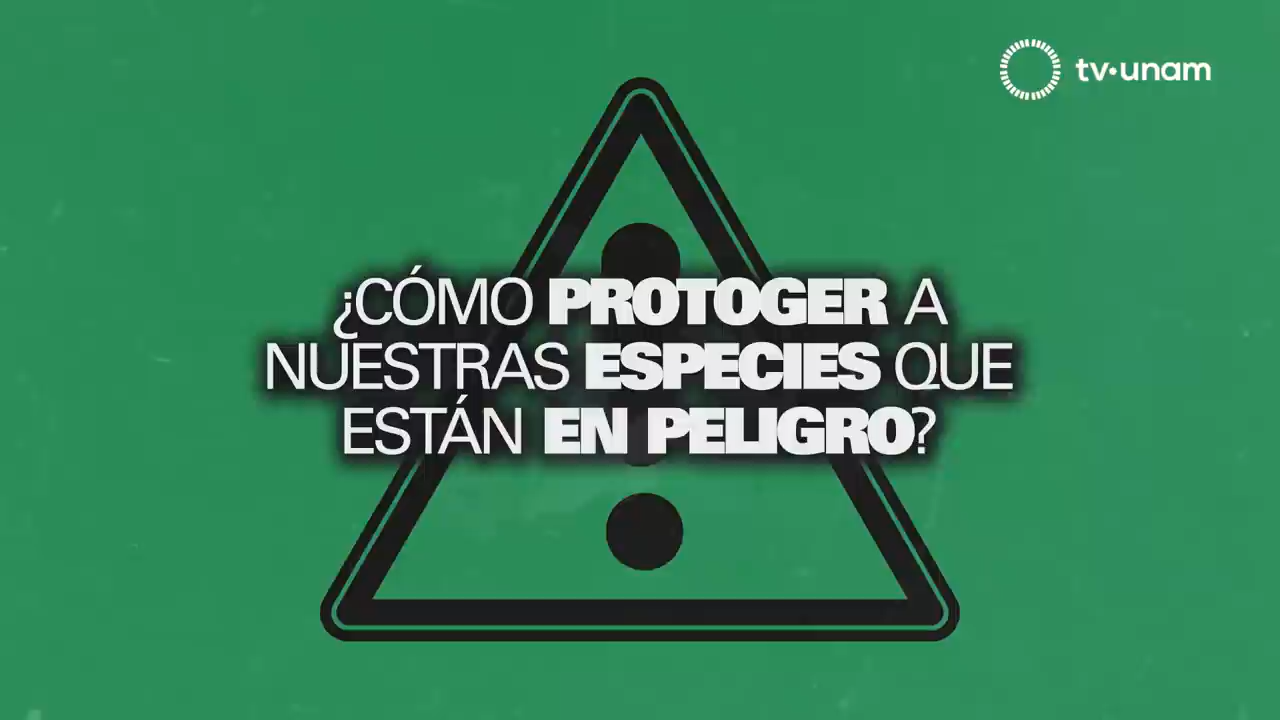 tv·unam
¿CÓMO PROTOGER A
NUESTRAS ESPECIES QUE
ESTÁN EN PELIGRO?